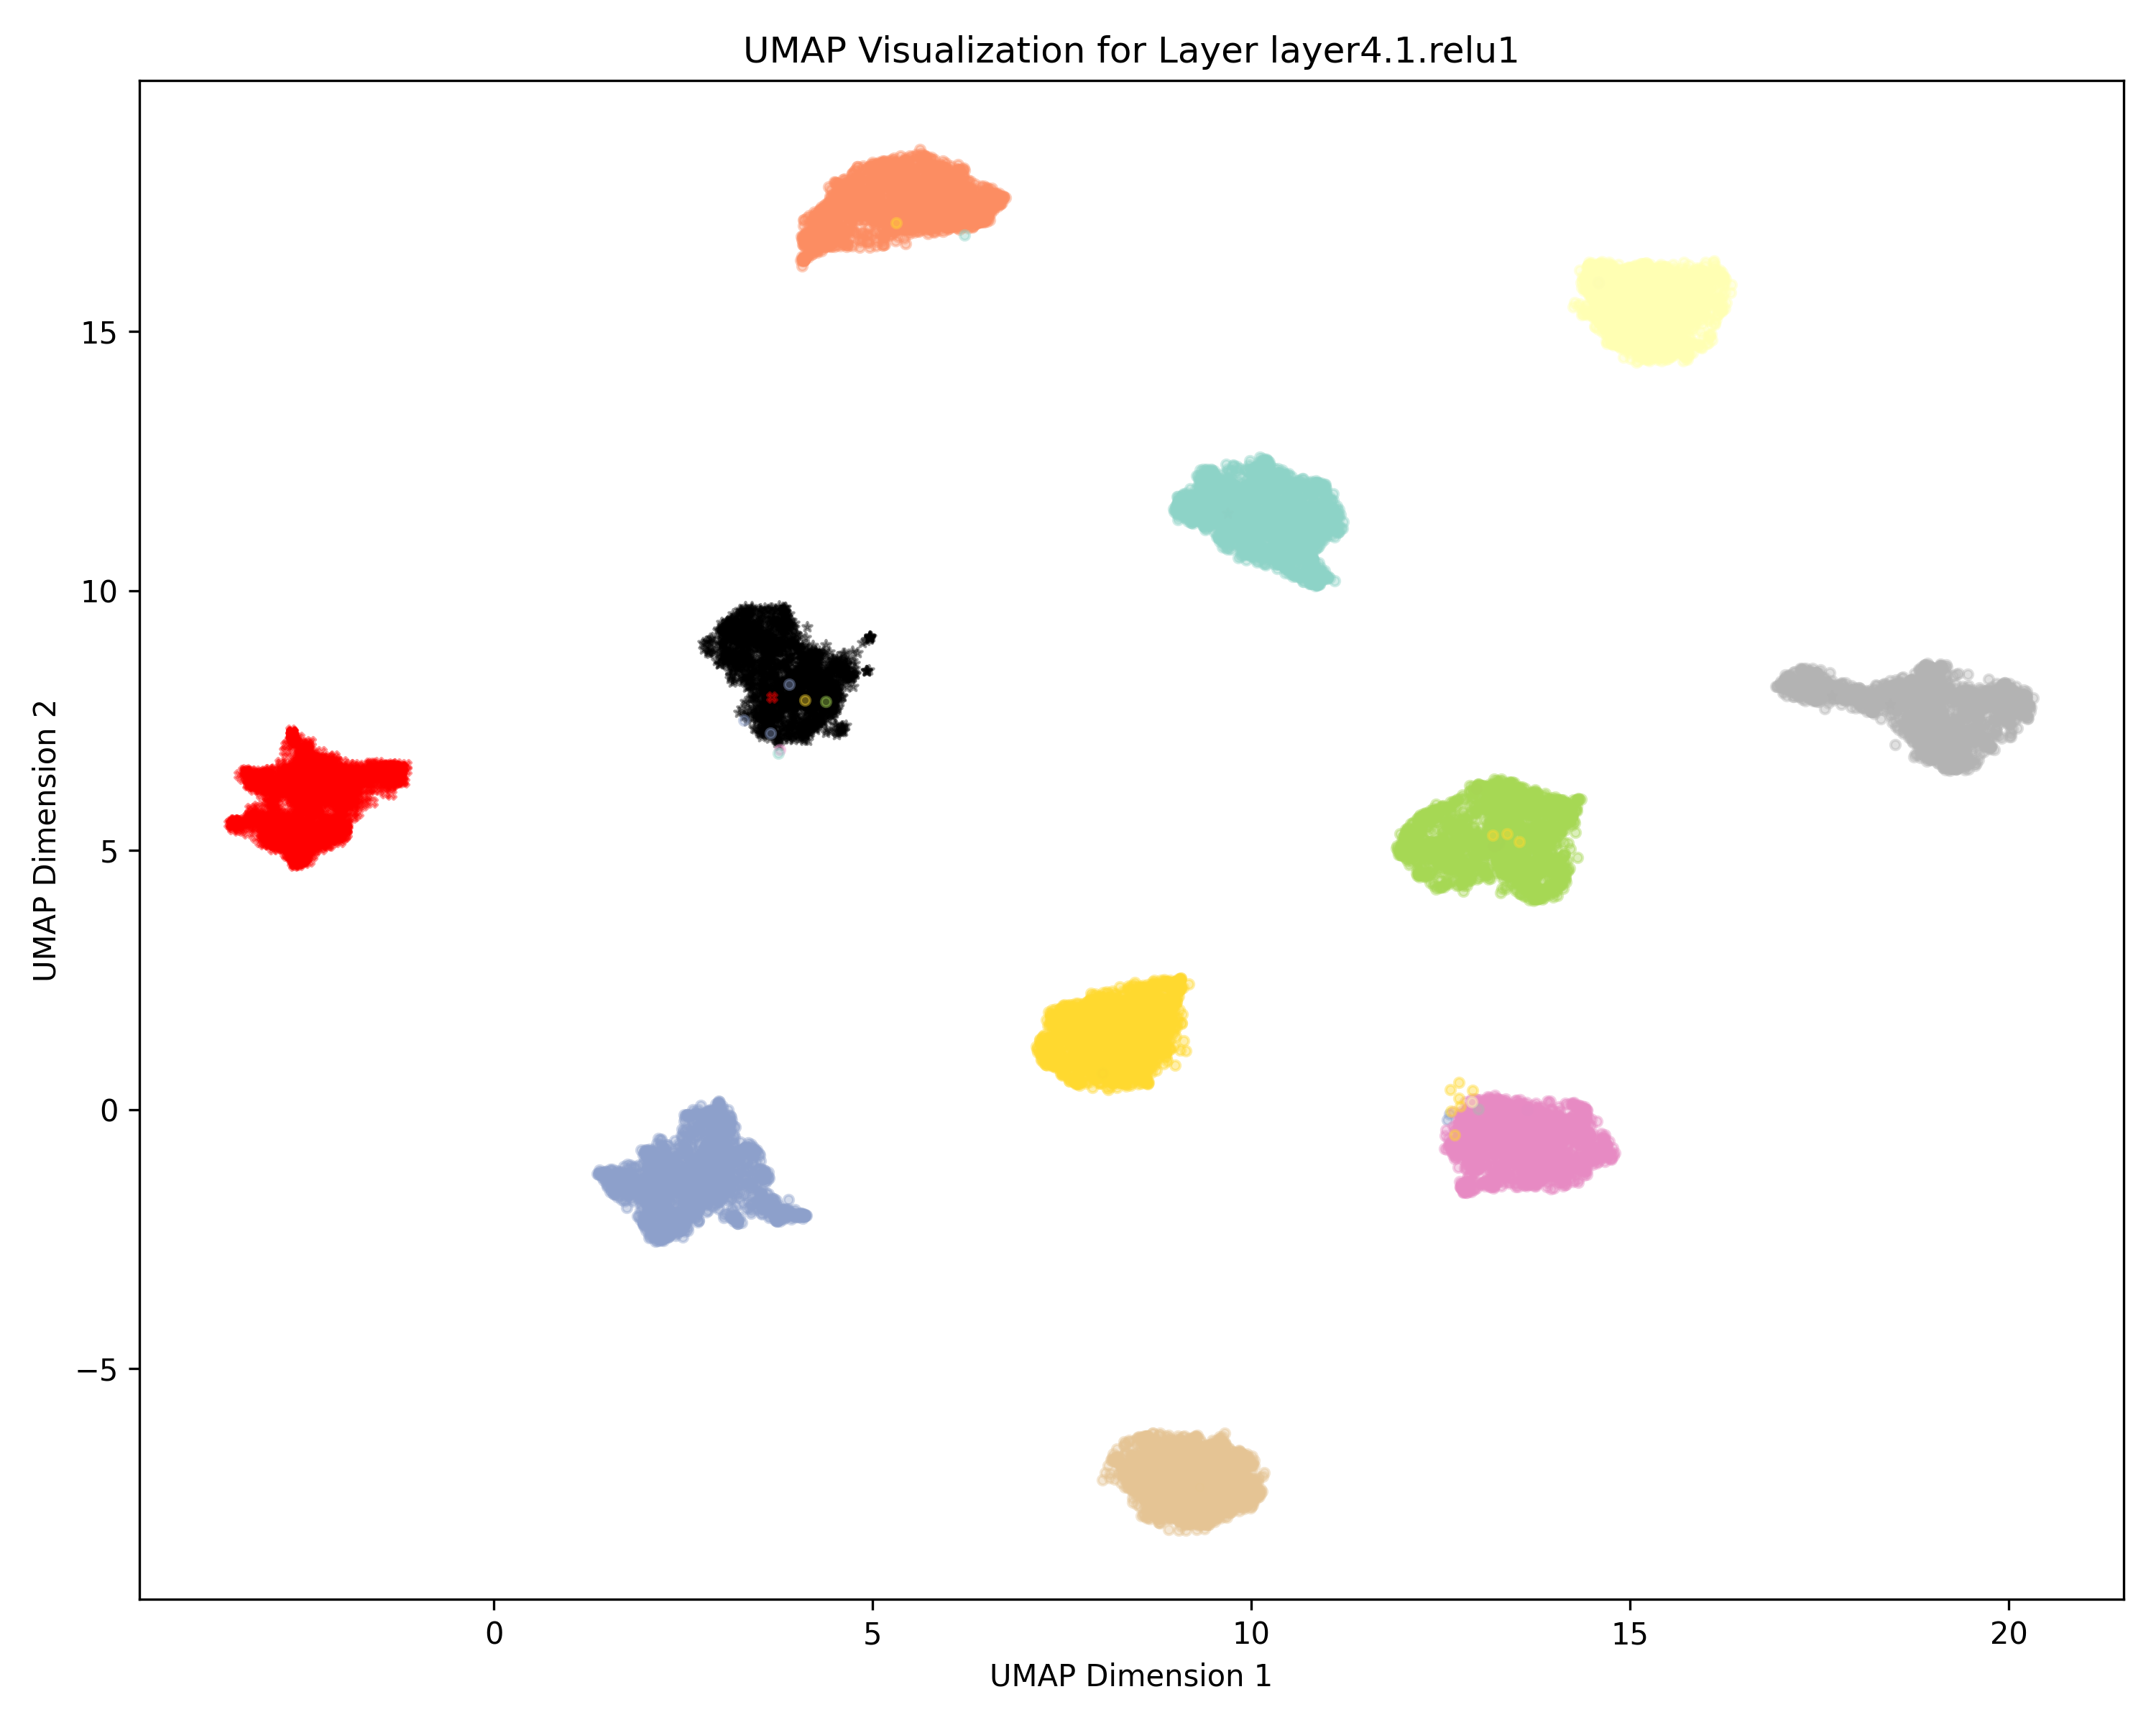 UMAP Visualization for Layer layer4.1.relu1
15
10
5
0
−5
UMAP Dimension 2
0 5 10 15 20
UMAP Dimension 1